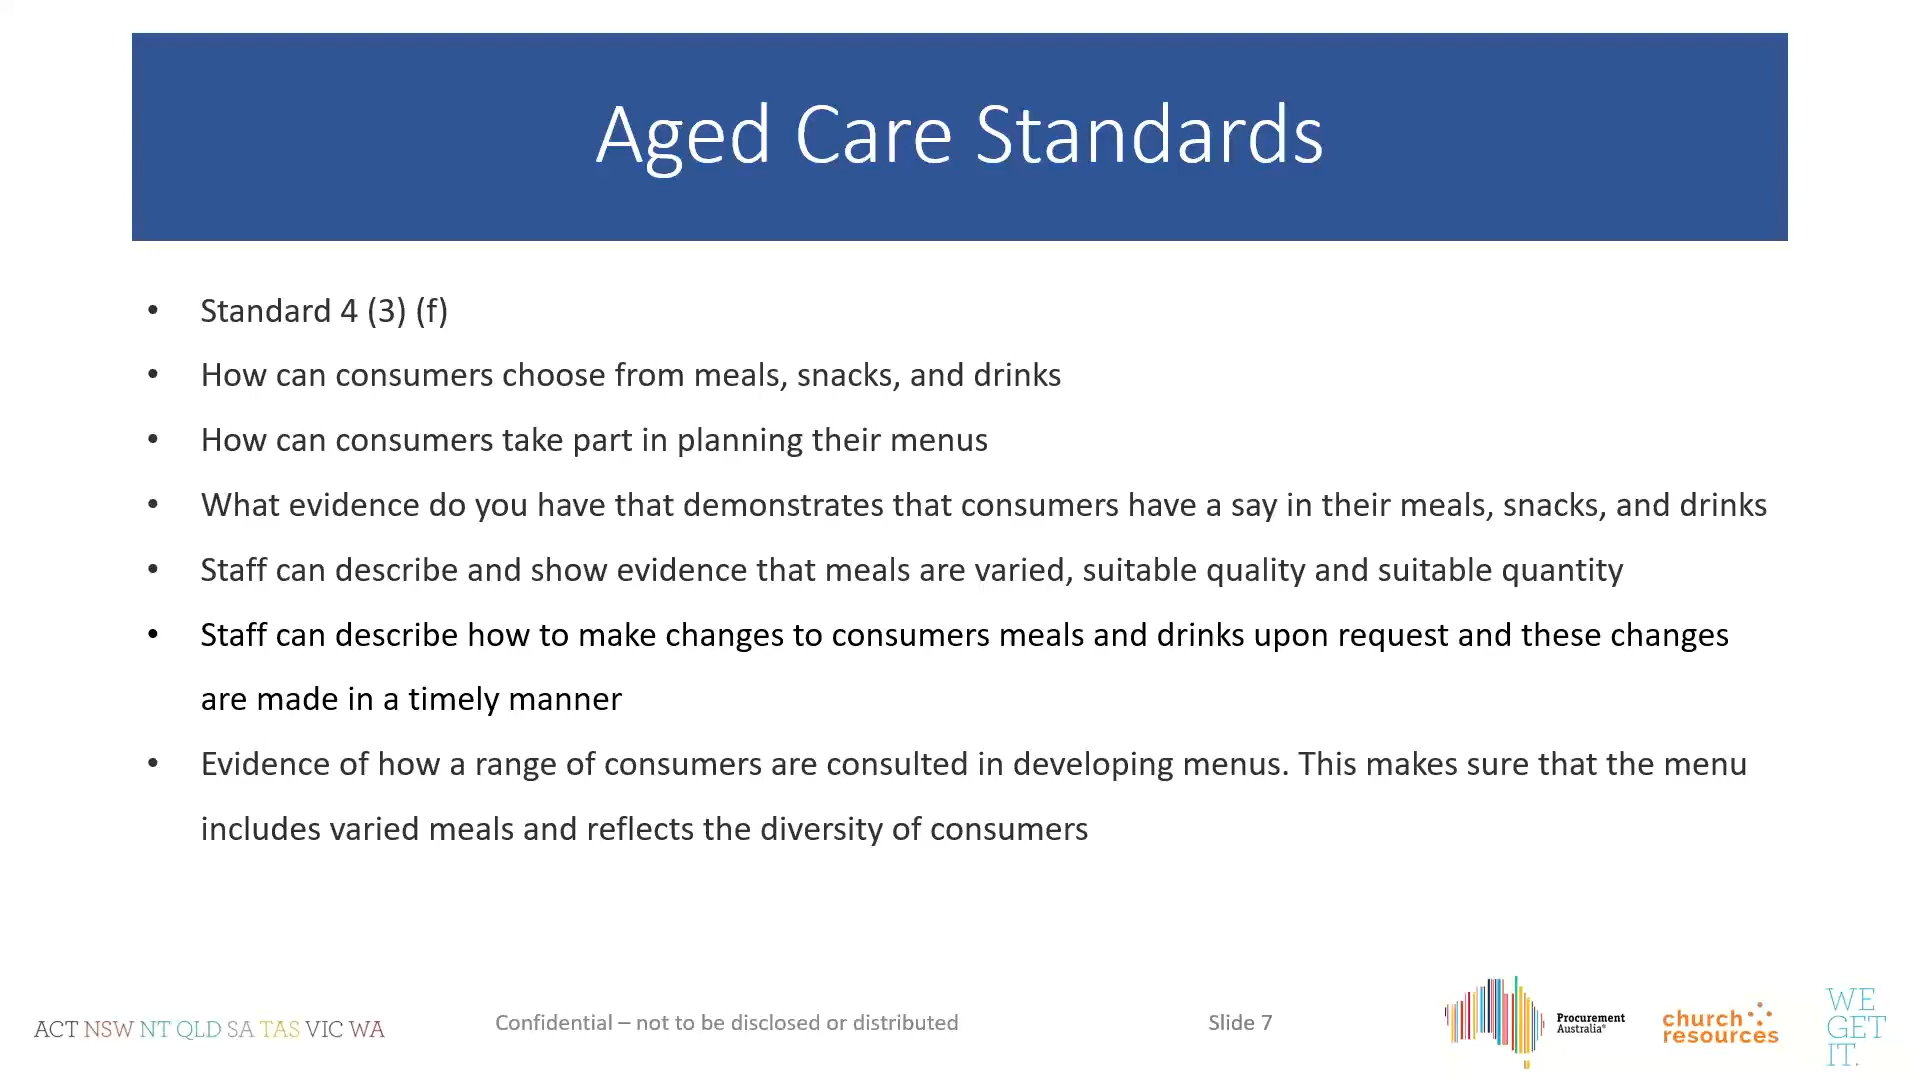 Aged Care Standards
• Standard 4 (3) (f)
• How can consumers choose from meals, snacks, and drinks
• How can consumers take part in planning their menus
• What evidence do you have that demonstrates that consumers have a say in their meals, snacks, and drinks
• Staff can describe and show evidence that meals are varied, suitable quality and suitable quantity
• Staff can describe how to make changes to consumers meals and drinks upon request and these changes
are made in a timely manner
• Evidence of how a range of consumers are consulted in developing menus. This makes sure that the menu
includes varied meals and reflects the diversity of consumers
ACT NSW NT QLD SA TAS VIC WA
Confidential – not to be disclosed or distributed
Slide 7
Procurement
Australia®
church
resources
WE
GET
IT.